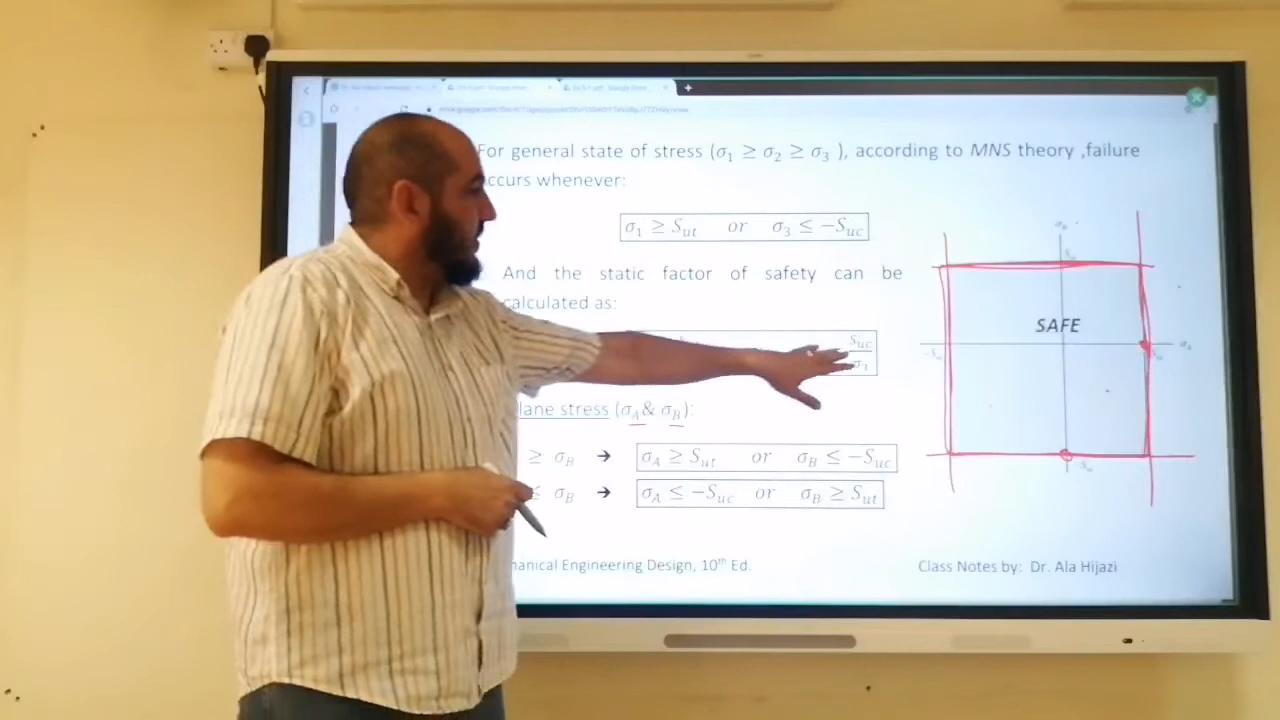 For general state of stress (σ₁ ≥ σ₂ ≥ σ₃ ), according to MNS theory ,failure
occurs whenever:
σ₁ ≥ Sut or σ₃ ≤ −Suc
And the static factor of safety can be
calculated as:
Suc
lane stress (σA& σB):
≥ σB → σA ≥ Sut or σB ≤ −Suc
≤ σB → σA ≤ −Suc or σB ≥ Sut
SAFE
hanical Engineering Design, 10th Ed.
Class Notes by: Dr. Ala Hijazi